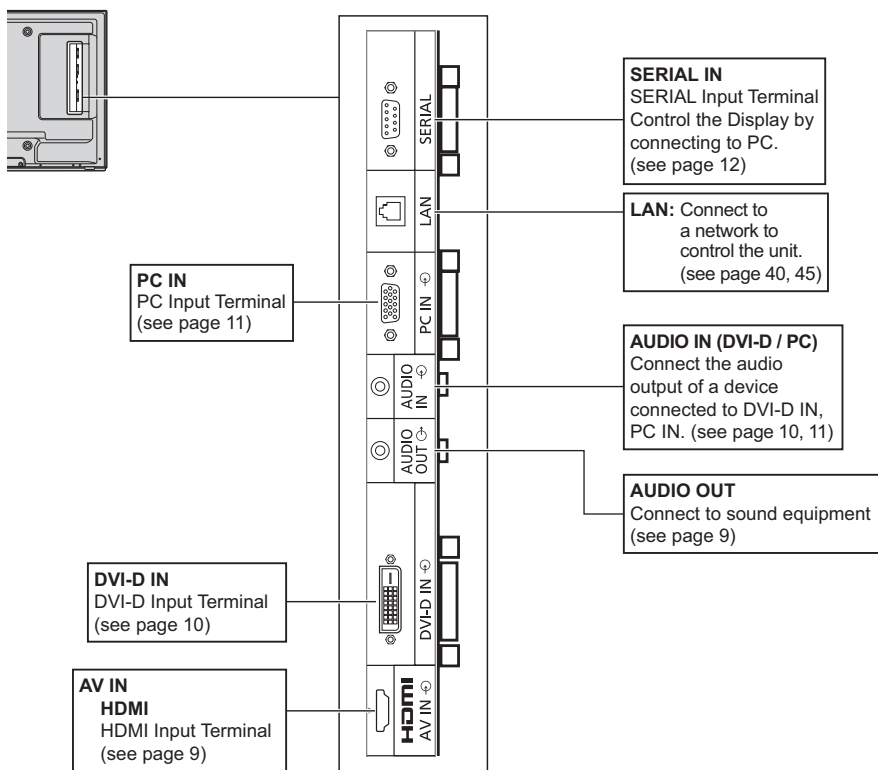 SERIAL
LAN
PC IN
AUDIO
IN
AUDIO
OUT
DVI-D IN
HDMI
AV IN
PC IN
PC Input Terminal
(see page 11)
DVI-D IN
DVI-D Input Terminal
(see page 10)
AV IN
HDMI
HDMI Input Terminal
(see page 9)
SERIAL IN
SERIAL Input Terminal
Control the Display by
connecting to PC.
(see page 12)
LAN: Connect to
a network to
control the unit.
(see page 40, 45)
AUDIO IN (DVI-D / PC)
Connect the audio
output of a device
connected to DVI-D IN,
PC IN. (see page 10, 11)
AUDIO OUT
Connect to sound equipment
(see page 9)